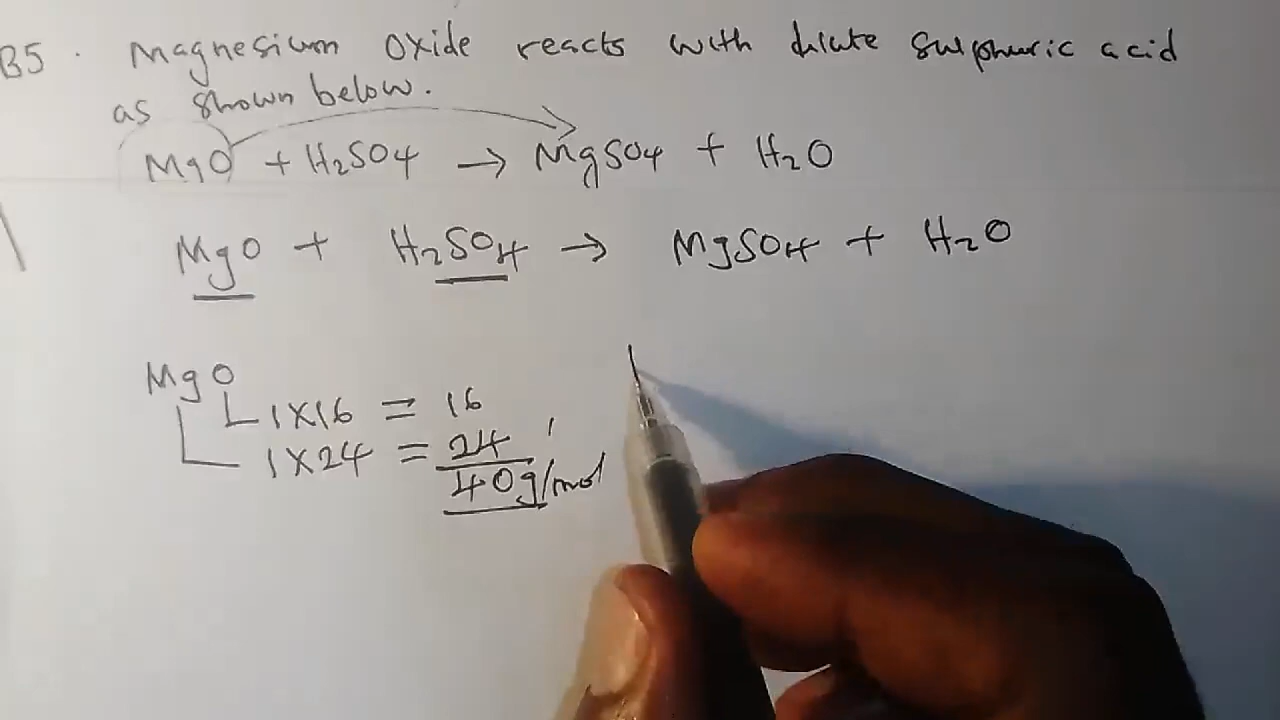 B5. Magnesium oxide reacts with dilute sulphuric acid
as shown below.
MgO + H₂SO4 → MgSO4 + H₂O
MgO + H₂SO4 → MgSO4 + H₂O
MgO
1X16 = 16
1X24 = 24
40g/mol